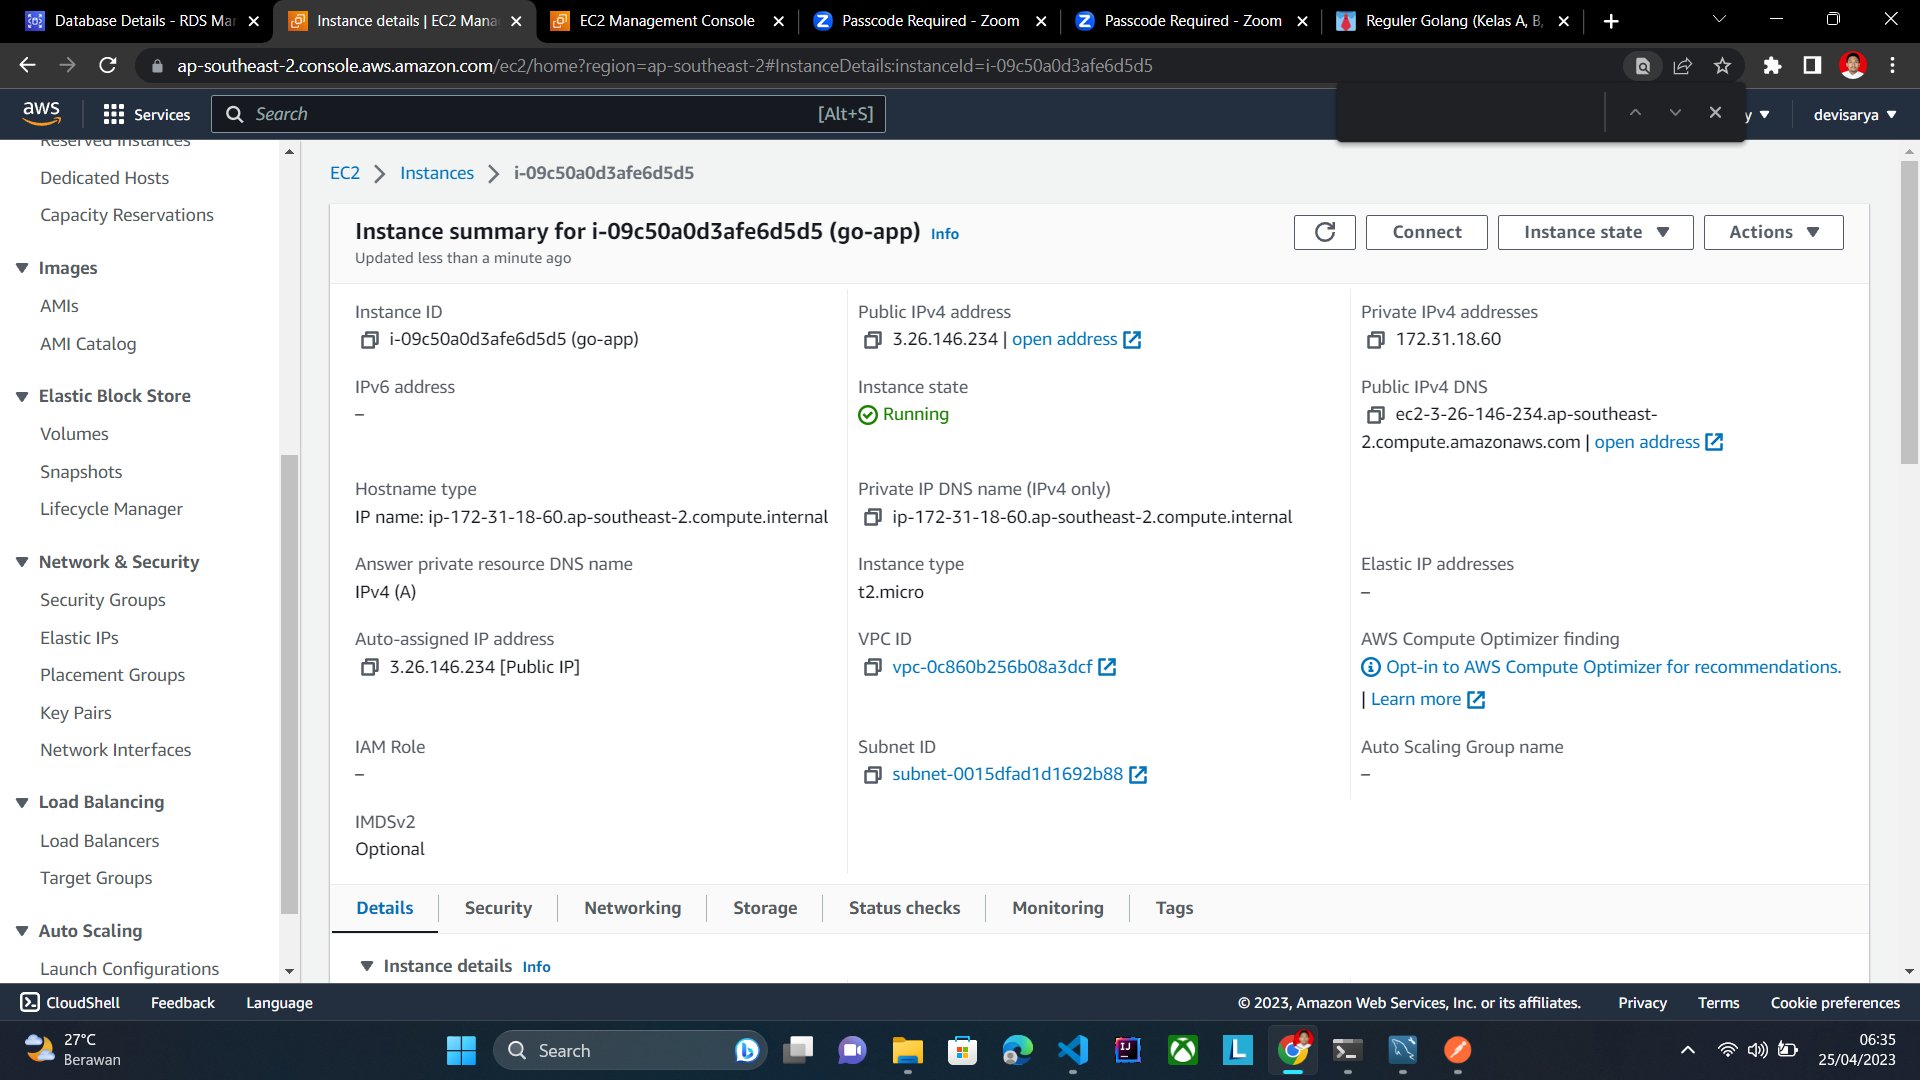 Database Details - RDS Mar
Instance details | EC2 Mana
EC2 Management Console
Passcode Required - Zoom
Passcode Required - Zoom
Reguler Golang (Kelas A, B,
ap-southeast-2.console.aws.amazon.com/ec2/home?region=ap-southeast-2#InstanceDetails:instanceId=i-09c50a0d3afe6d5d5
aws
Services
Search
[Alt+S]
y
devisarya
Reserved Instances
Dedicated Hosts
Capacity Reservations
Images
AMIs
AMI Catalog
Elastic Block Store
Volumes
Snapshots
Lifecycle Manager
Network & Security
Security Groups
Elastic IPs
Placement Groups
Key Pairs
Network Interfaces
Load Balancing
Load Balancers
Target Groups
Auto Scaling
Launch Configurations
EC2
Instances
i-09c50a0d3afe6d5d5
Instance summary for i-09c50a0d3afe6d5d5 (go-app) Info
Updated less than a minute ago
Connect
Instance state
Actions
Instance ID
i-09c50a0d3afe6d5d5 (go-app)
Public IPv4 address
3.26.146.234 | open address
Private IPv4 addresses
172.31.18.60
IPv6 address
–
Instance state
Running
Public IPv4 DNS
ec2-3-26-146-234.ap-southeast-
2.compute.amazonaws.com | open address
Hostname type
IP name: ip-172-31-18-60.ap-southeast-2.compute.internal
Private IP DNS name (IPv4 only)
ip-172-31-18-60.ap-southeast-2.compute.internal
Answer private resource DNS name
IPv4 (A)
Instance type
t2.micro
Elastic IP addresses
–
Auto-assigned IP address
3.26.146.234 [Public IP]
VPC ID
vpc-0c860b256b08a3dcf
AWS Compute Optimizer finding
Opt-in to AWS Compute Optimizer for recommendations.
| Learn more
IAM Role
–
Subnet ID
subnet-0015dfad1d1692b88
Auto Scaling Group name
–
IMDSv2
Optional
Details
Security
Networking
Storage
Status checks
Monitoring
Tags
Instance details Info
CloudShell
Feedback
Language
© 2023, Amazon Web Services, Inc. or its affiliates.
Privacy
Terms
Cookie preferences
27°C
Berawan
Search
06:35
25/04/2023